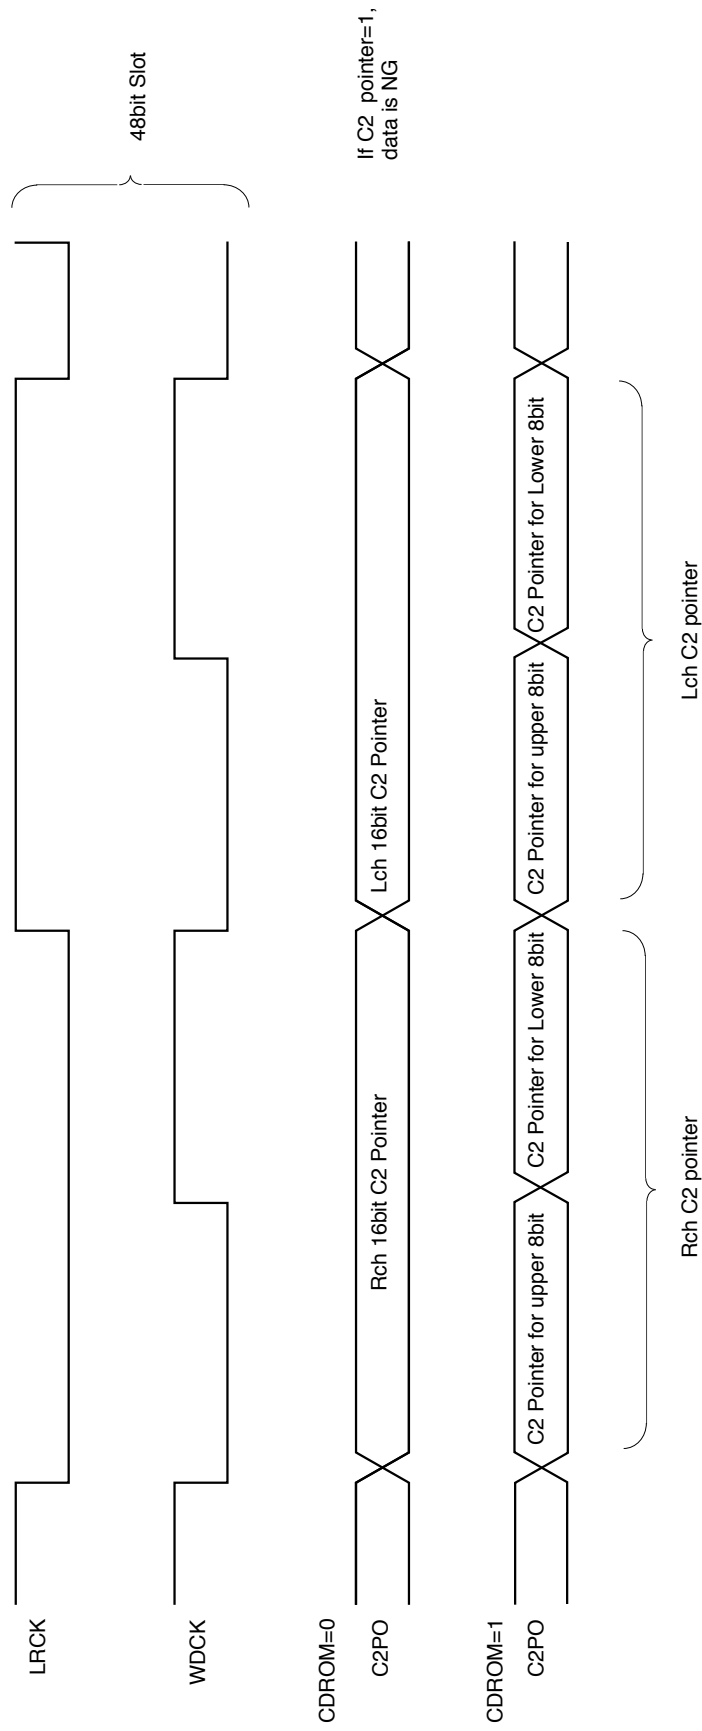 LRCK
48bit Slot
WDCK
CDROM=0
C2PO
Rch 16bit C2 Pointer
Lch 16bit C2 Pointer
If C2 pointer=1,
data is NG
CDROM=1
C2PO
C2 Pointer for upper 8bit
C2 Pointer for Lower 8bit
C2 Pointer for upper 8bit
C2 Pointer for Lower 8bit
Rch C2 pointer
Lch C2 pointer